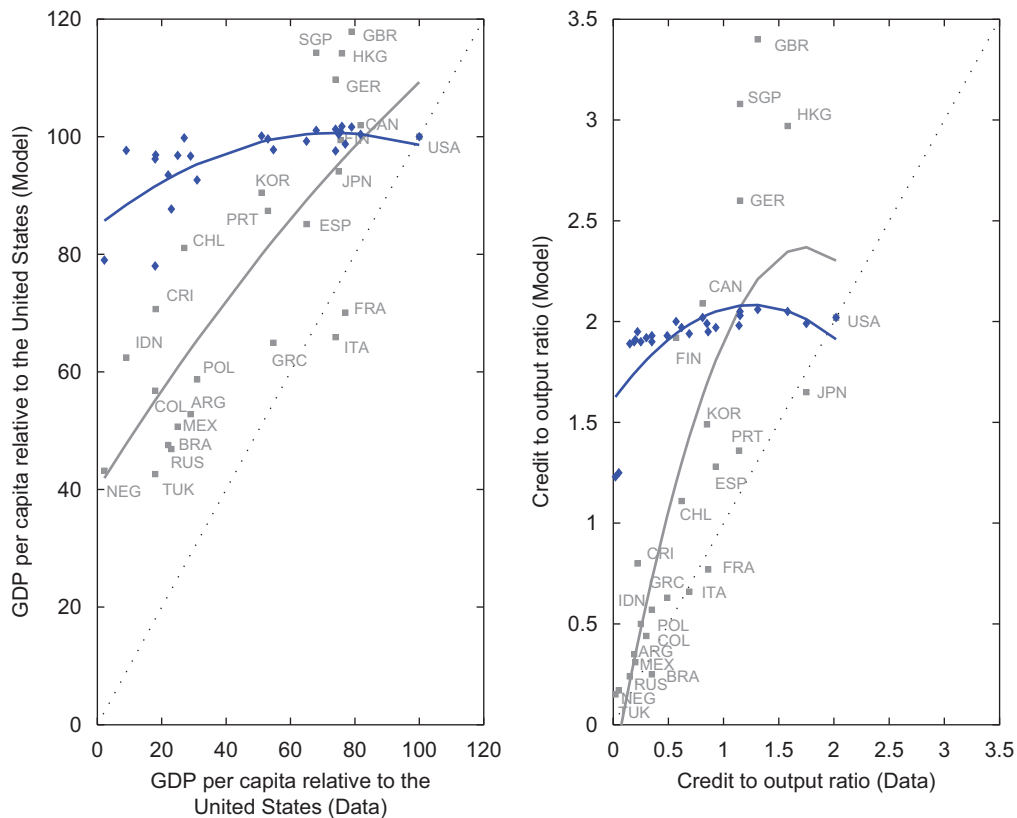 120
100
80
60
40
20
0
GDP per capita relative to the United States (Model)
SGP
GBR
HKG
GER
CAN
FIN
USA
JPN
KOR
PRT
ESP
CHL
CRI
FRA
IDN
GRC
ITA
POL
COL
ARG
MEX
BRA
RUS
NEG
TUK
0
20
40
60
80
100
120
GDP per capita relative to the
United States (Data)
3.5
3
2.5
2
1.5
1
0.5
0
Credit to output ratio (Model)
GBR
SGP
HKG
GER
CAN
USA
FIN
JPN
KOR
PRT
ESP
CHL
CRI
FRA
GRC
ITA
IDN
POL
COL
ARG
MEX
BRA
RUS
NEG
TUK
0
0.5
1
1.5
2
2.5
3
3.5
Credit to output ratio (Data)